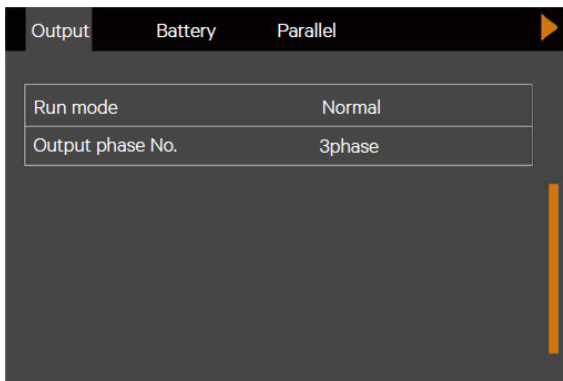 Output Battery Parallel
Run mode Normal
Output phase No. 3phase